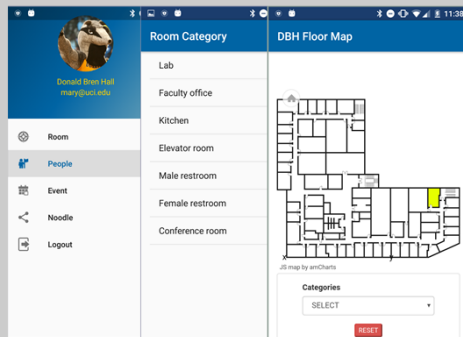 Donald Bren Hall
mary@uci.edu
Room
People
Event
Noodle
Logout
Room Category
Lab
Faculty office
Kitchen
Elevator room
Male restroom
Female restroom
Conference room
11:38
DBH Floor Map
X
y
JS map by amCharts
Categories
SELECT
RESET